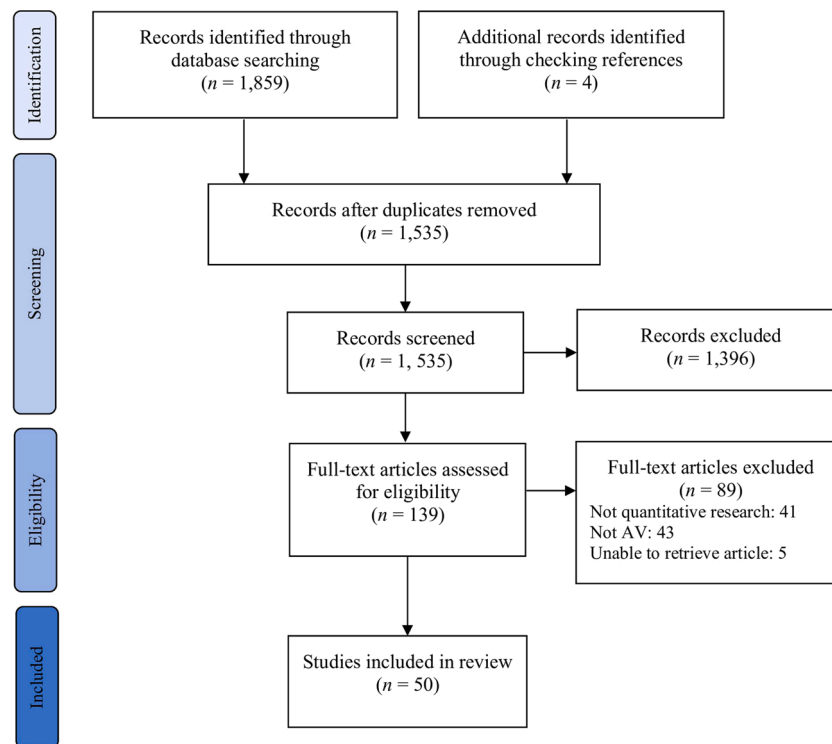 Identification
Records identified through
database searching
(n = 1,859)
Additional records identified
through checking references
(n = 4)
Screening
Records after duplicates removed
(n = 1,535)
Records screened
(n = 1, 535)
Records excluded
(n = 1,396)
Eligibility
Full-text articles assessed
for eligibility
(n = 139)
Full-text articles excluded
(n = 89)
Not quantitative research: 41
Not AV: 43
Unable to retrieve article: 5
Included
Studies included in review
(n = 50)